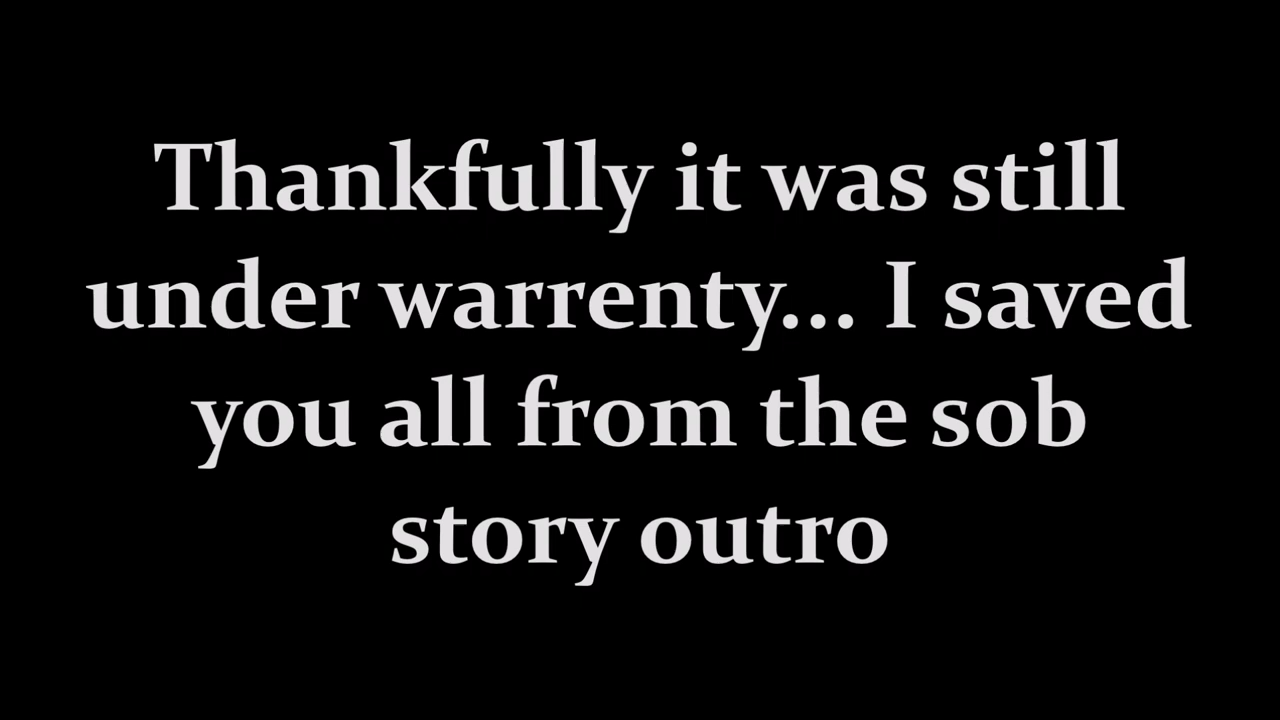 Thankfully it was still
under warrenty... I saved
you all from the sob
story outro